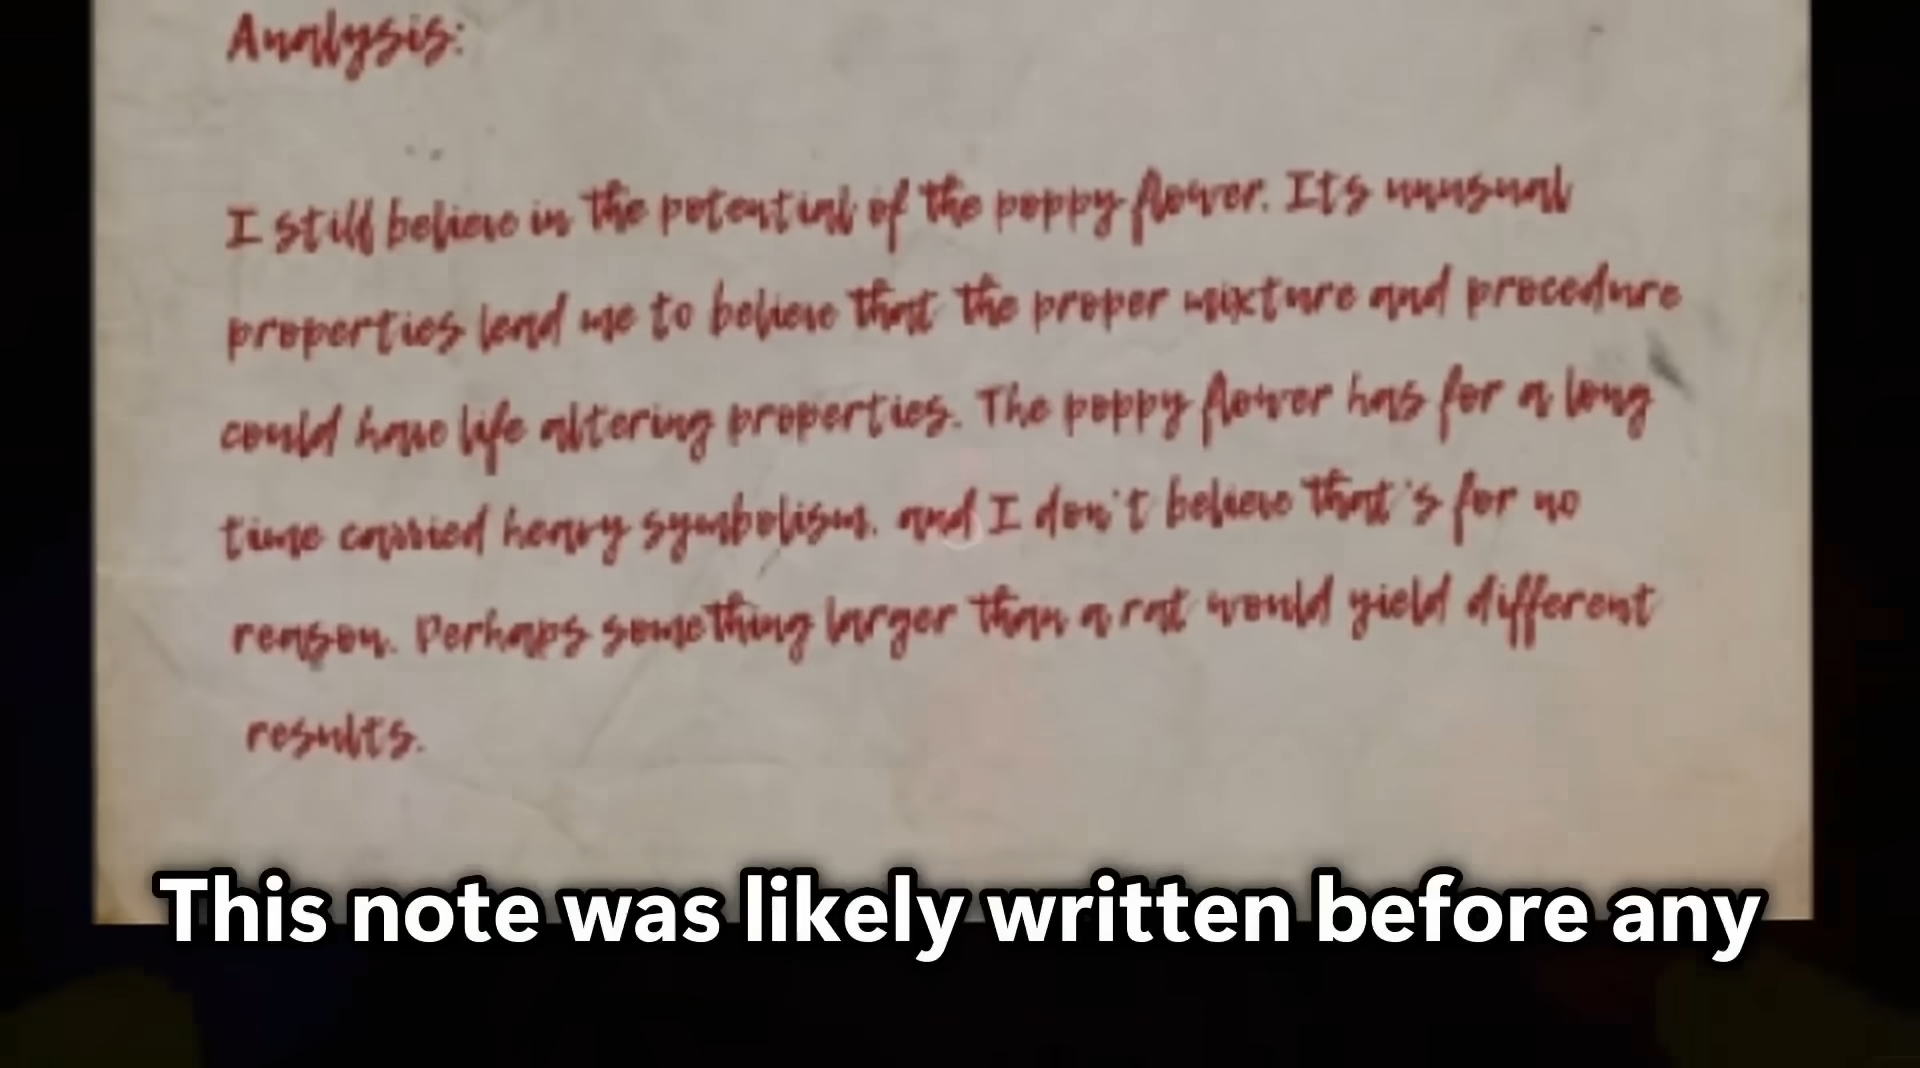 Analysis:
I still believe in the potential of the poppy flower. Its unusual
properties lead me to believe that the proper mixture and procedure
could have life altering properties. The poppy flower has for a long
time carried heavy symbolism, and I don't believe that's for no
reason. Perhaps something larger than a rat would yield different
results.
This note was likely written before any